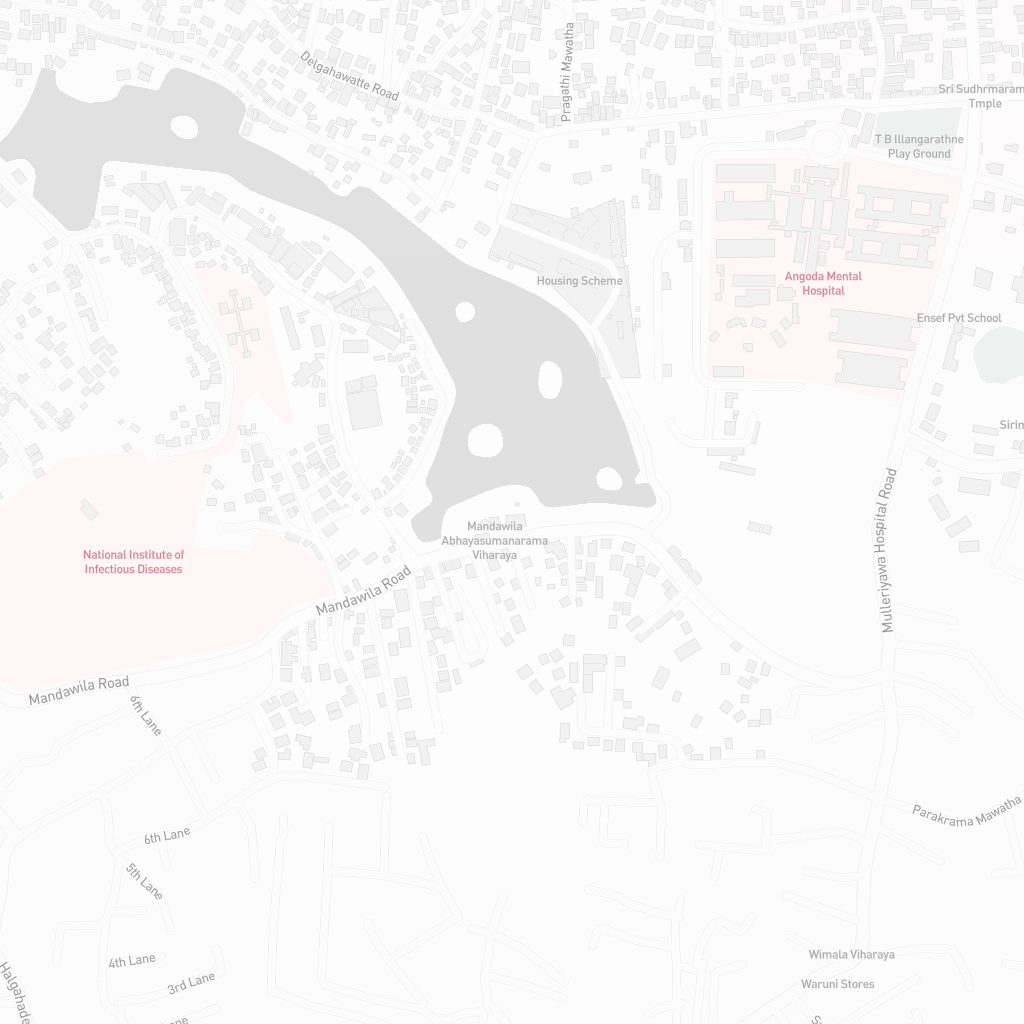 Delgahawatte Road
Pragathi Mawatha
Sri Sudhrmaram
Tmple
T B Illangarathne
Play Ground
Housing Scheme
Angoda Mental
Hospital
Ensef Pvt School
Sirim
Mulleriyawa Hospital Road
Mandawila
Abhayasumanarama
Viharaya
National Institute of
Infectious Diseases
Mandawila Road
Mandawila Road
6th Lane
Parakrama Mawatha
6th Lane
5th Lane
4th Lane
3rd Lane
Halgahade
Wimala Viharaya
Waruni Stores
Lane